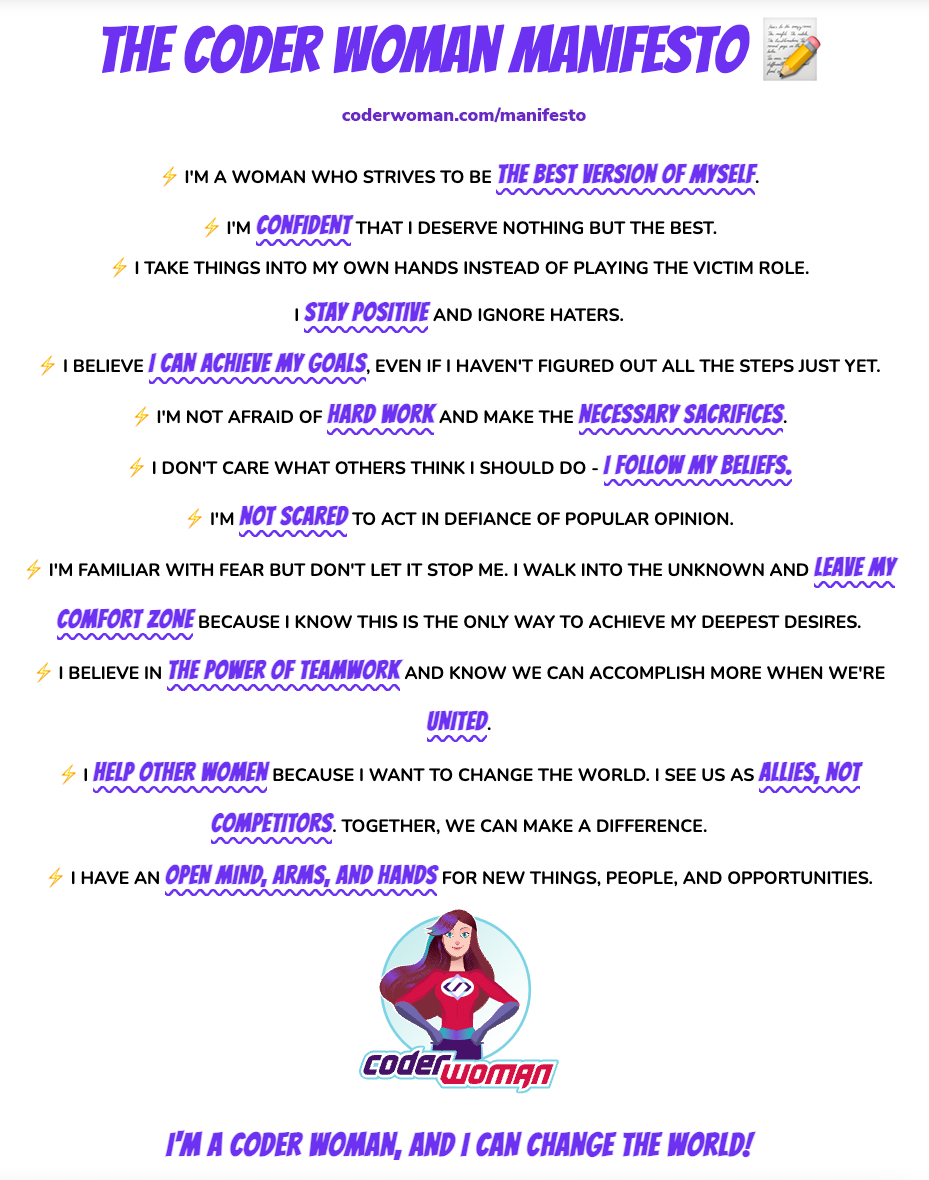 THE CODER WOMAN MANIFESTO
coderwoman.com/manifesto
⚡ I'M A WOMAN WHO STRIVES TO BE THE BEST VERSION OF MYSELF.
⚡ I'M CONFIDENT THAT I DESERVE NOTHING BUT THE BEST.
⚡ I TAKE THINGS INTO MY OWN HANDS INSTEAD OF PLAYING THE VICTIM ROLE.
I STAY POSITIVE AND IGNORE HATERS.
⚡ I BELIEVE I CAN ACHIEVE MY GOALS, EVEN IF I HAVEN'T FIGURED OUT ALL THE STEPS JUST YET.
⚡ I'M NOT AFRAID OF HARD WORK AND MAKE THE NECESSARY SACRIFICES.
⚡ I DON'T CARE WHAT OTHERS THINK I SHOULD DO - I FOLLOW MY BELIEFS.
⚡ I'M NOT SCARED TO ACT IN DEFIANCE OF POPULAR OPINION.
⚡ I'M FAMILIAR WITH FEAR BUT DON'T LET IT STOP ME. I WALK INTO THE UNKNOWN AND LEAVE MY
COMFORT ZONE BECAUSE I KNOW THIS IS THE ONLY WAY TO ACHIEVE MY DEEPEST DESIRES.
⚡ I BELIEVE IN THE POWER OF TEAMWORK AND KNOW WE CAN ACCOMPLISH MORE WHEN WE'RE
UNITED.
⚡ I HELP OTHER WOMEN BECAUSE I WANT TO CHANGE THE WORLD. I SEE US AS ALLIES, NOT
COMPETITORS. TOGETHER, WE CAN MAKE A DIFFERENCE.
⚡ I HAVE AN OPEN MIND, ARMS, AND HANDS FOR NEW THINGS, PEOPLE, AND OPPORTUNITIES.
</>
coder
woman
I'M A CODER WOMAN, AND I CAN CHANGE THE WORLD!